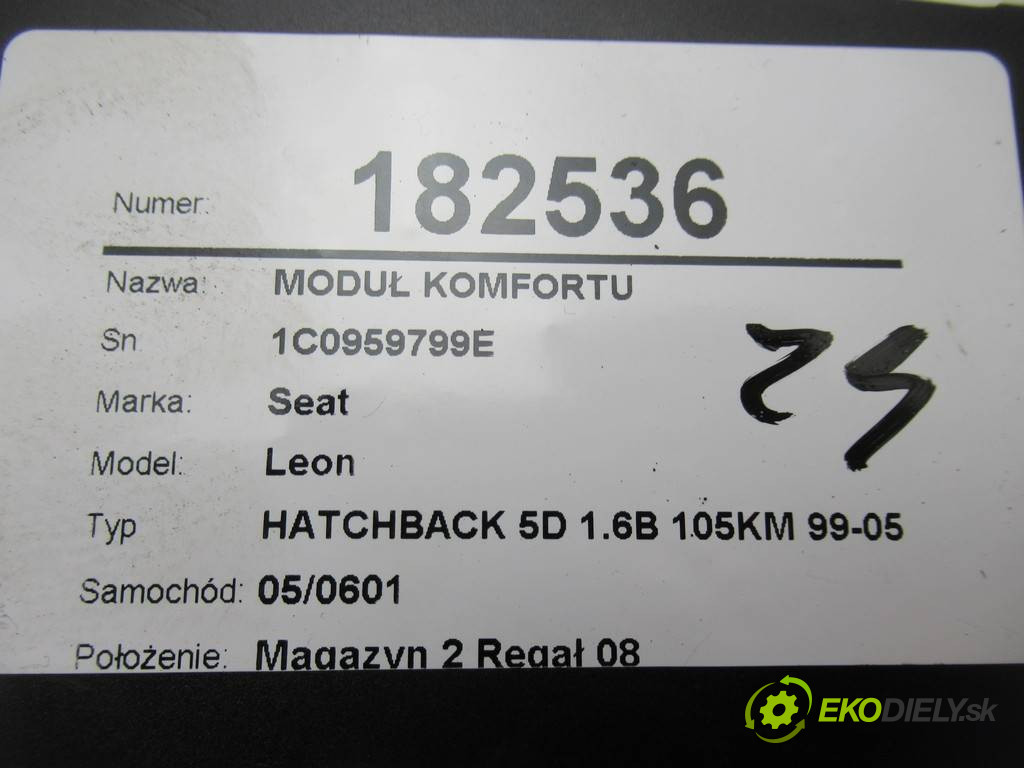 Numer: 182536
Nazwa: MODUŁ KOMFORTU
Sn 1C0959799E
Marka: Seat
Model: Leon
Typ HATCHBACK 5D 1.6B 105KM 99-05
Samochód: 05/0601
Położenie: Magazyn 2 Regał 08
EKODIELY.sk